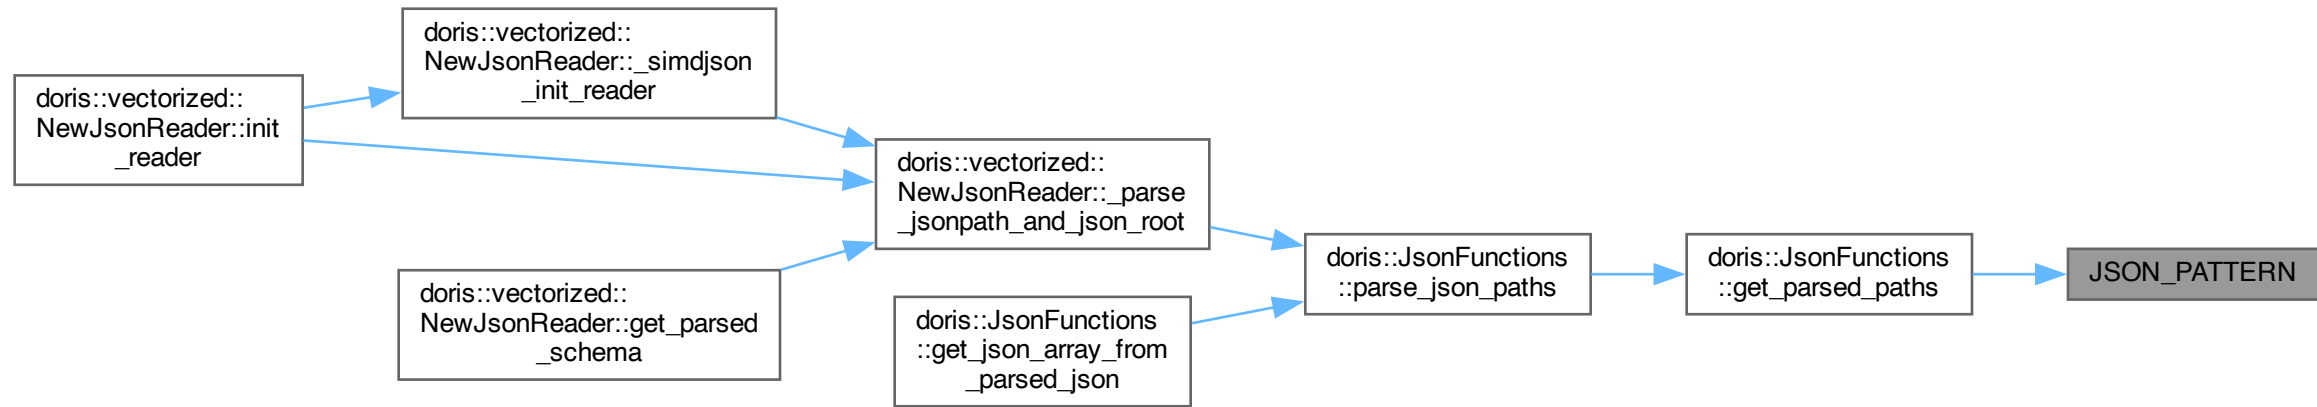 doris::vectorized::
NewJsonReader::init
_reader
doris::vectorized::
NewJsonReader::_simdjson
_init_reader
doris::vectorized::
NewJsonReader::get_parsed
_schema
doris::vectorized::
NewJsonReader::_parse
_jsonpath_and_json_root
doris::JsonFunctions
::get_json_array_from
_parsed_json
doris::JsonFunctions
::parse_json_paths
doris::JsonFunctions
::get_parsed_paths
JSON_PATTERN